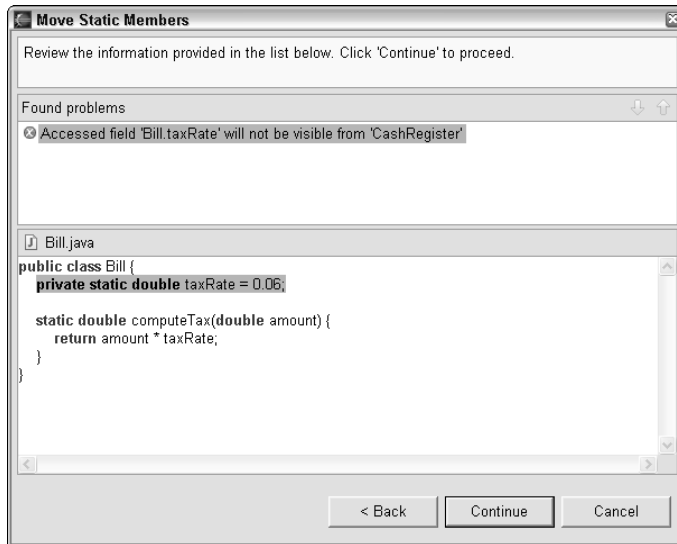 Move Static Members
Review the information provided in the list below. Click 'Continue' to proceed.
Found problems
Accessed field 'Bill.taxRate' will not be visible from 'CashRegister'
J Bill.java
public class Bill {
private static double taxRate = 0.06;
static double computeTax(double amount) {
return amount * taxRate;
}
}
< Back Continue Cancel